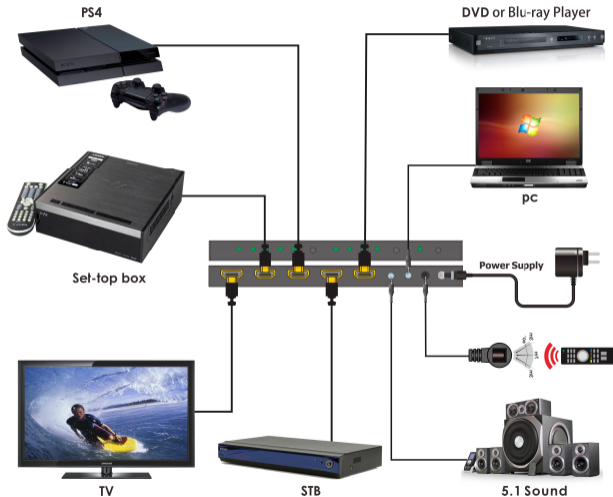 PS4
DVD or Blu-ray Player
pc
Set-top box
Power Supply
TV
STB
5.1 Sound